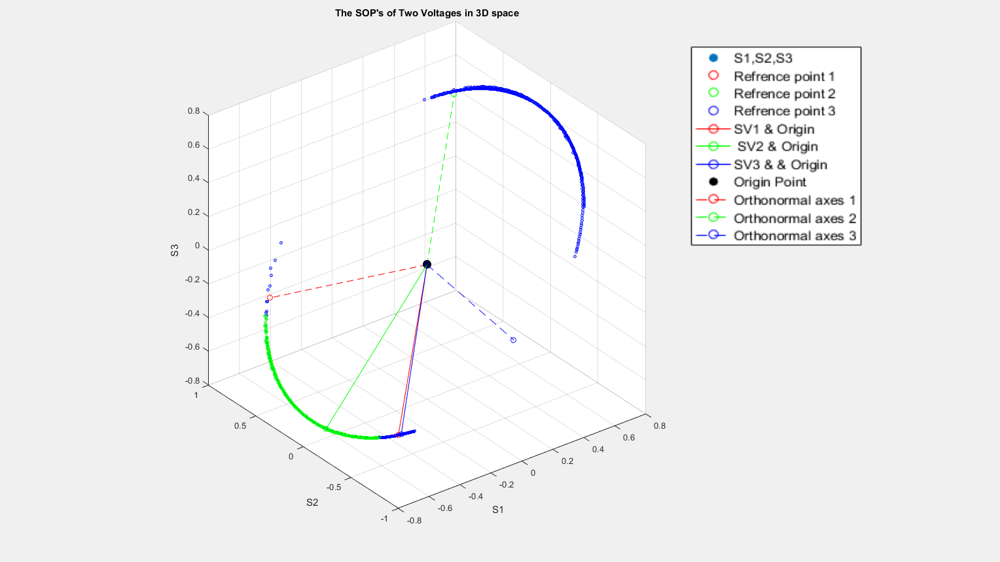 The SOP's of Two Voltages in 3D space
S1,S2,S3
Refrence point 1
Refrence point 2
Refrence point 3
SV1 & Origin
SV2 & Origin
SV3 & & Origin
Origin Point
Orthonormal axes 1
Orthonormal axes 2
Orthonormal axes 3
0.8
0.6
0.4
0.2
0
-0.2
-0.4
-0.6
-0.8
S3
1
0.5
0
-0.5
-1
S2
-0.8
-0.6
-0.4
-0.2
0
0.2
0.4
0.6
0.8
S1